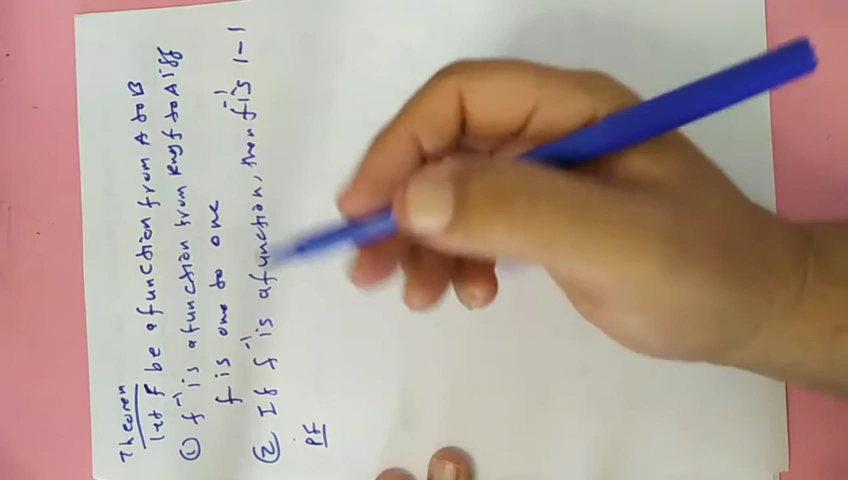 Theorem
let f be a function from A to B
① f⁻¹ is a function from Rngf to A iff
f is one to one
② If f⁻¹ is a function, then f⁻¹ is 1-1
pf